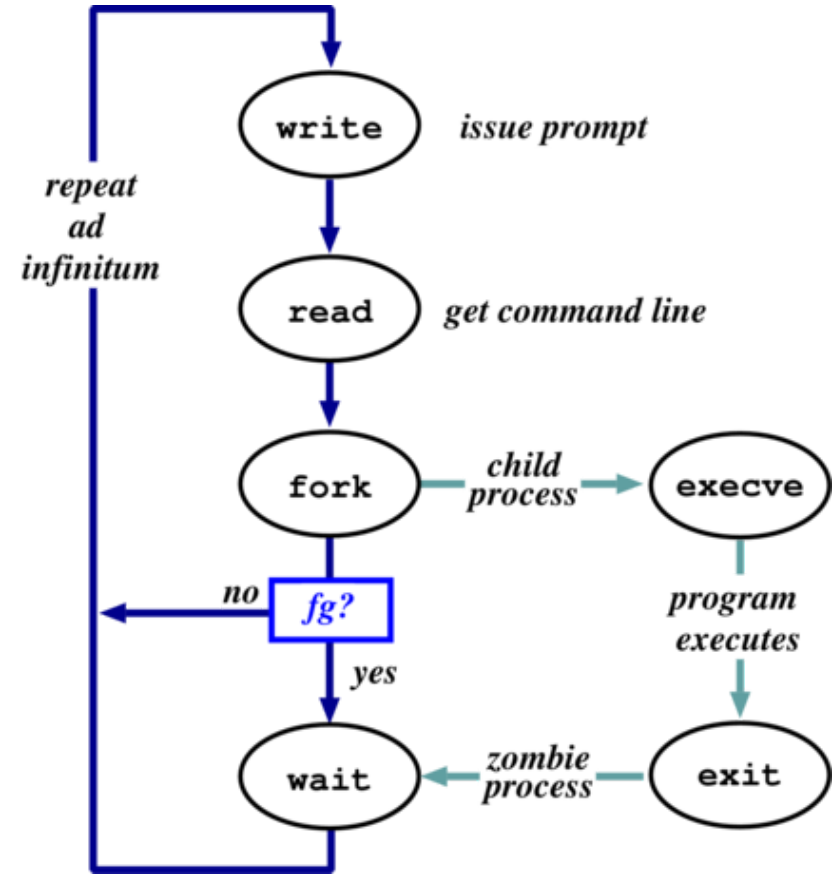 write
issue prompt
repeat
ad
infinitum
read
get command line
fork
child
process
execve
no
fg?
program
executes
yes
wait
zombie
process
exit